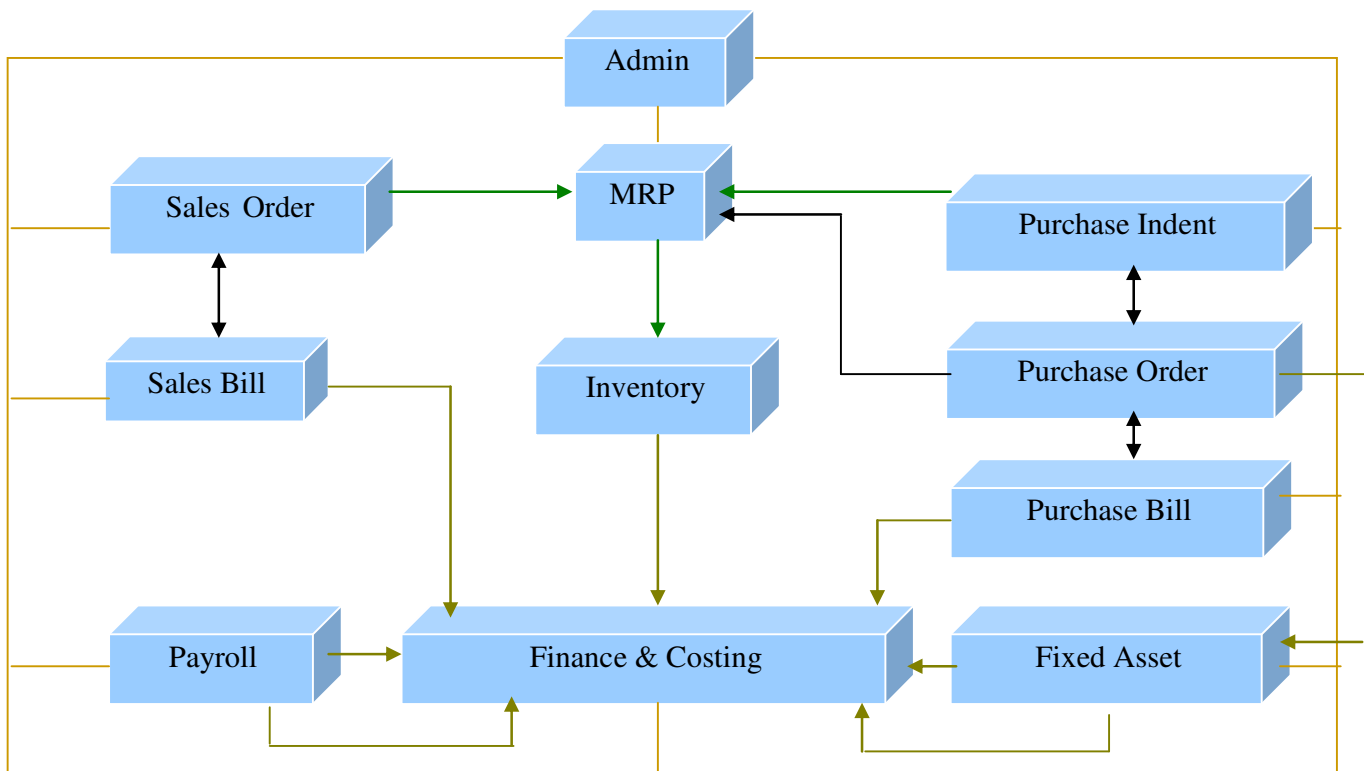 Admin
MRP
Sales Order
Purchase Indent
Sales Bill
Inventory
Purchase Order
Purchase Bill
Payroll
Finance & Costing
Fixed Asset